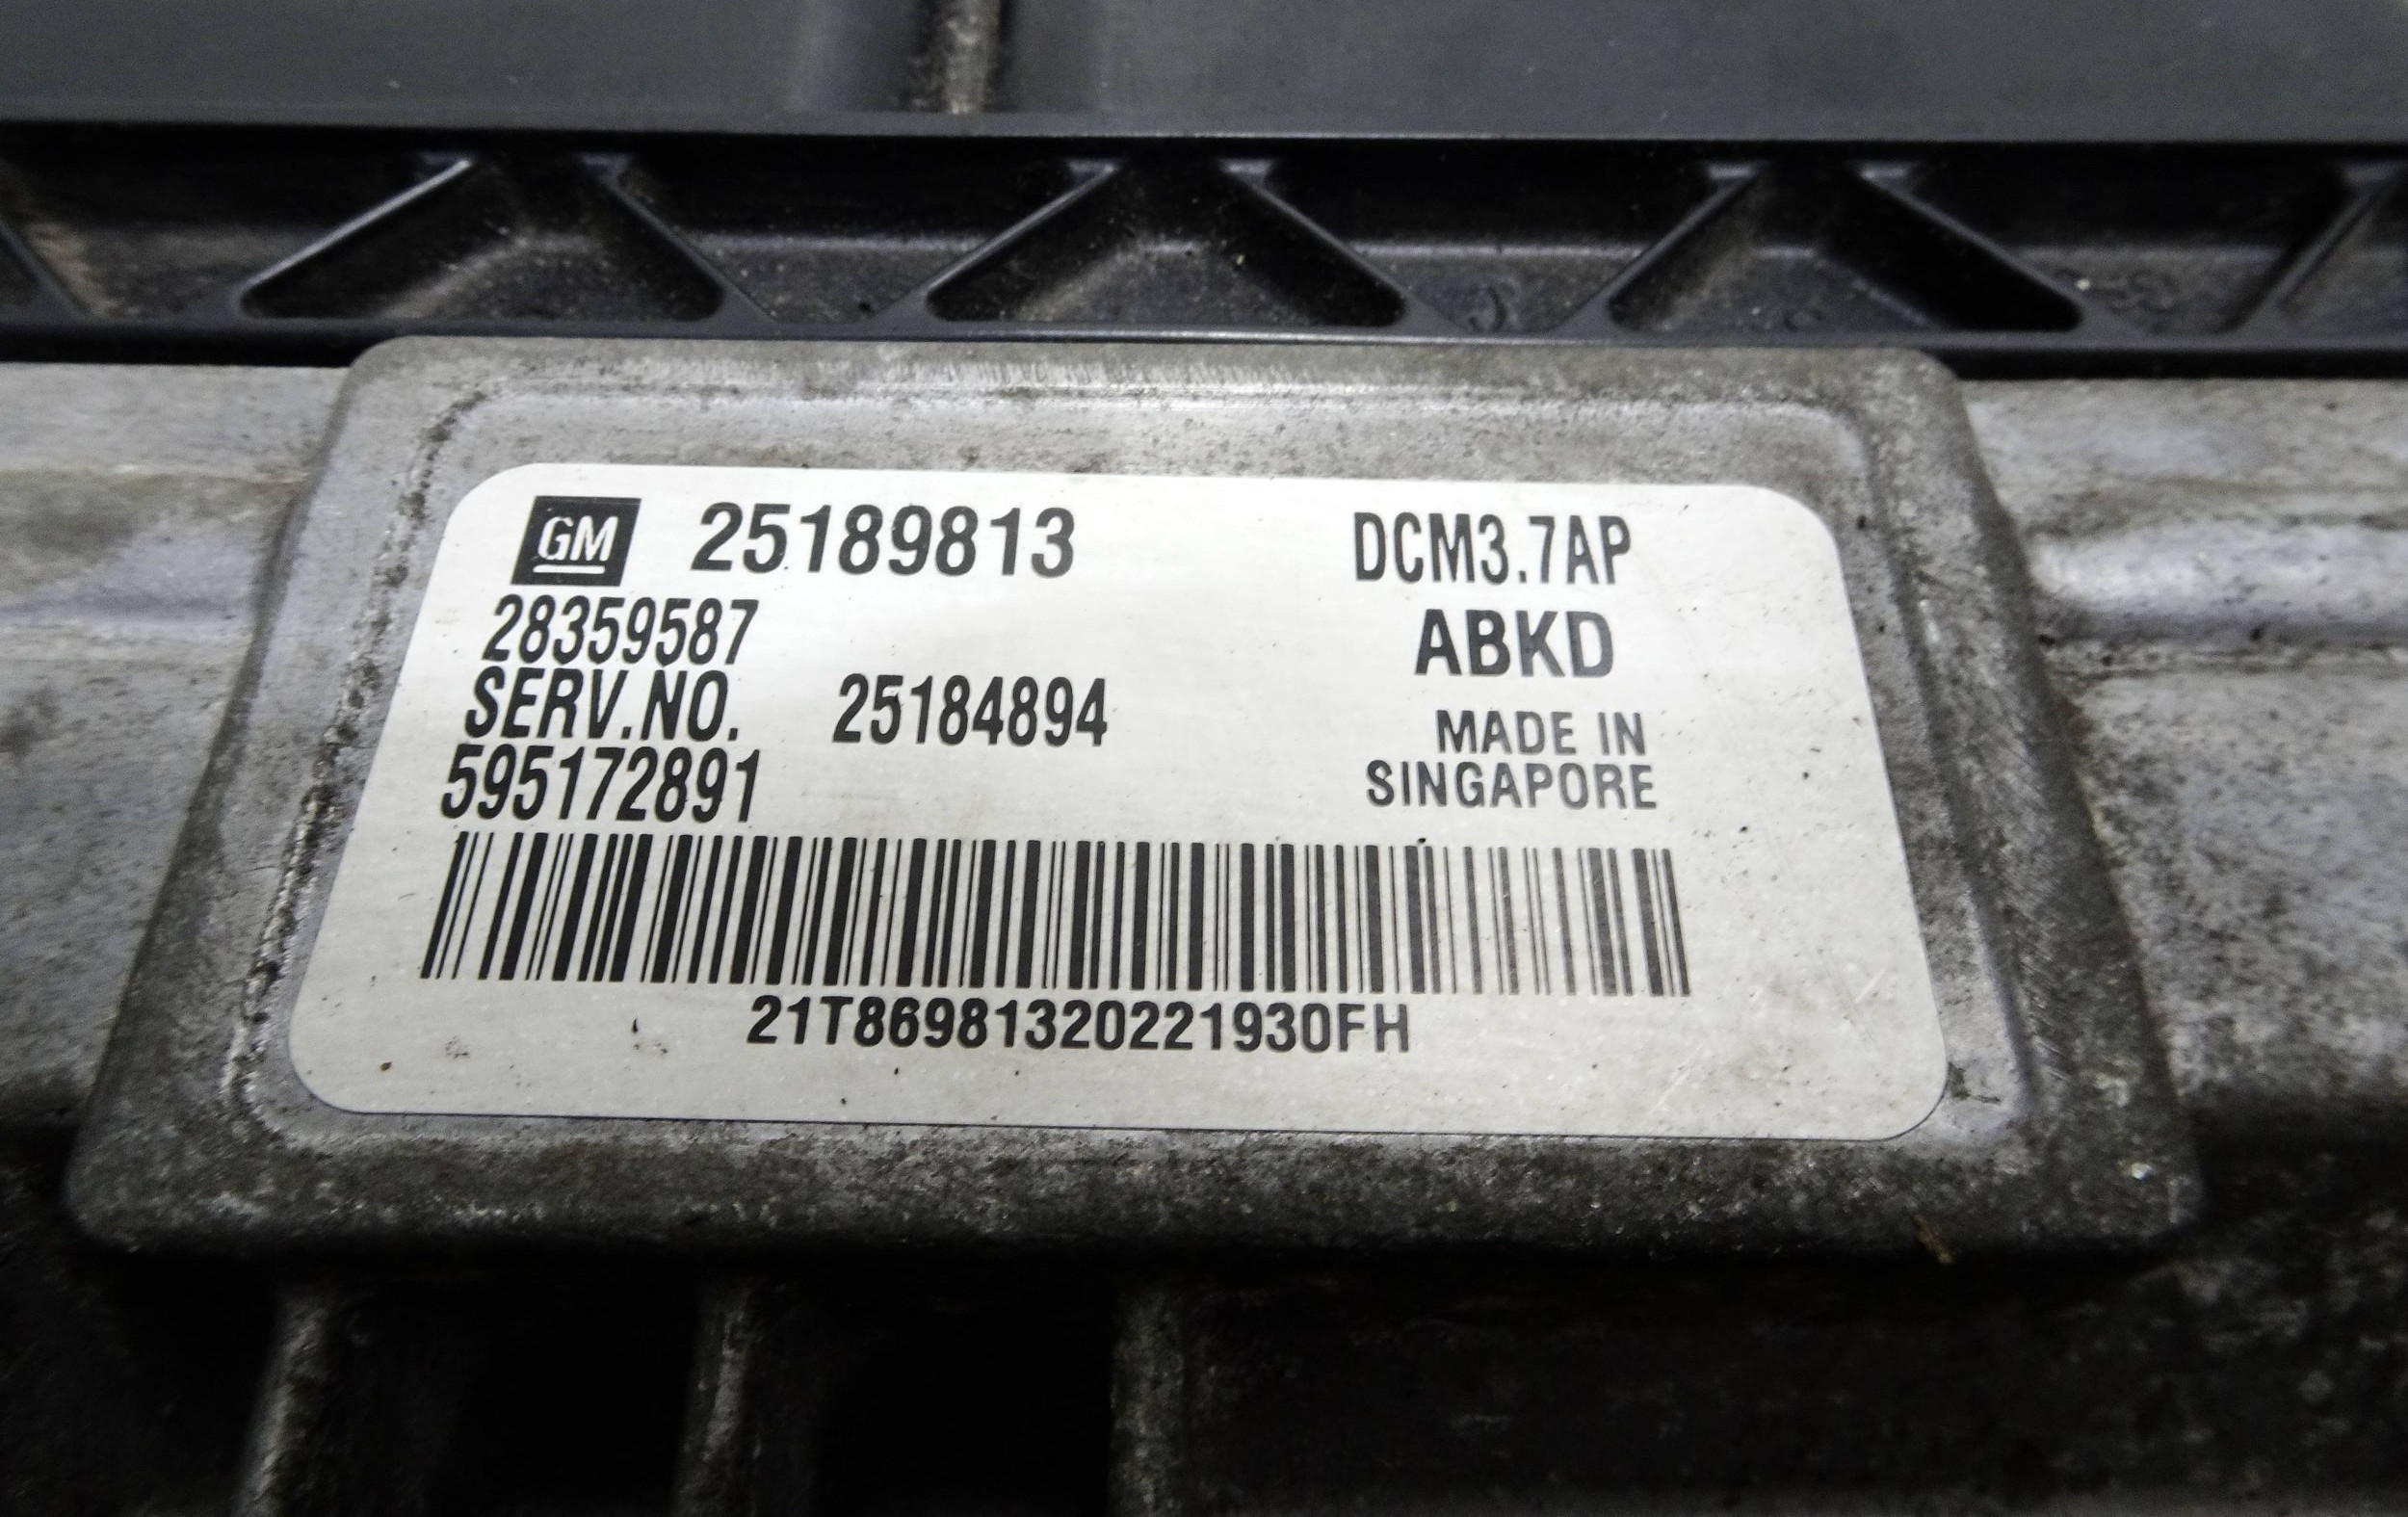 GM 25189813 DCM3.7AP
28359587 ABKD
SERV.NO. 25184894 MADE IN
595172891 SINGAPORE
21T86981320221930FH